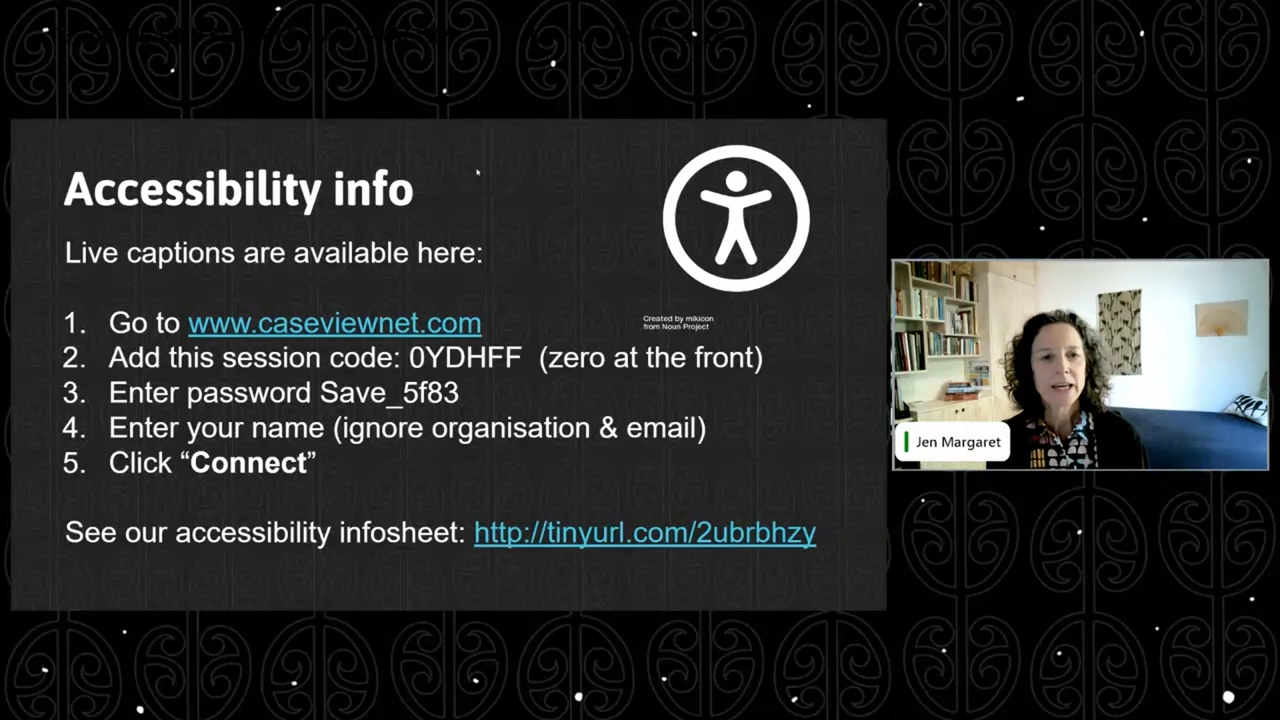 Accessibility info
Live captions are available here:
1. Go to www.caseviewnet.com
2. Add this session code: 0YDHFF (zero at the front)
3. Enter password Save_5f83
4. Enter your name (ignore organisation & email)
5. Click “Connect”
See our accessibility infosheet: http://tinyurl.com/2ubrbhzy
Created by mikicon
from Noun Project
Jen Margaret